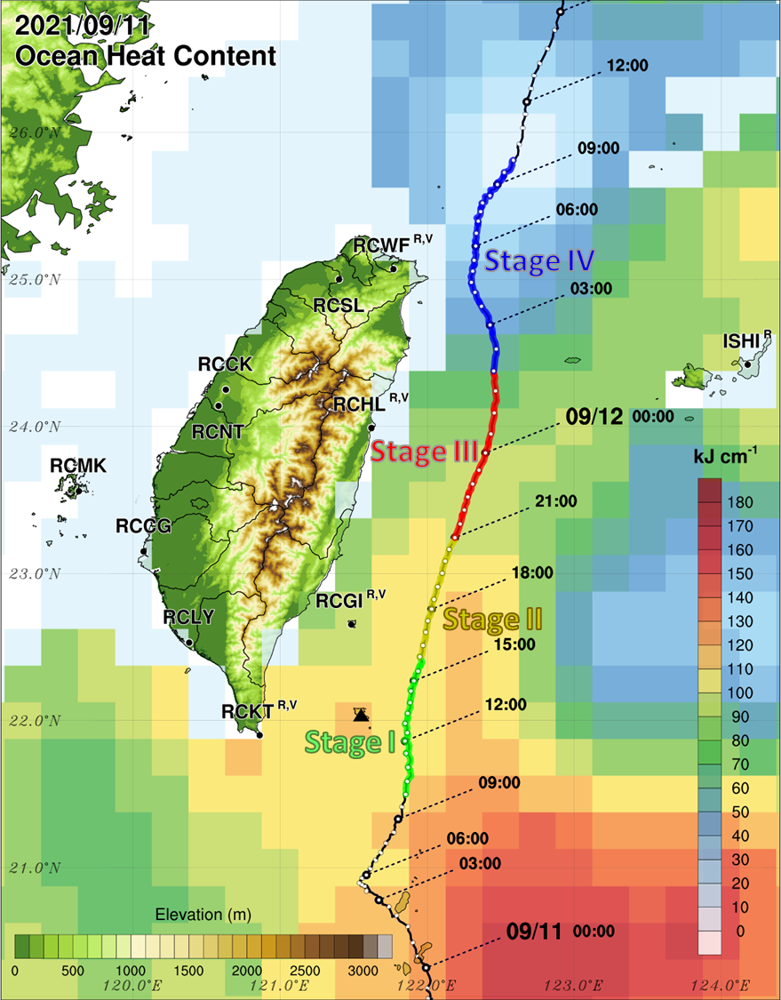 2021/09/11
Ocean Heat Content
12:00
26.0°N
09:00
06:00
RCWF R,V
Stage IV
25.0°N
03:00
RCSL
ISHI R
RCCK
RCHL R,V
24.0°N
RCNT
09/12 00:00
Stage III
kJ cm-1
RCMK
21:00
180
RCCG
170
160
23.0°N
18:00
150
RCGI R,V
140
RCLY
Stage II
130
15:00
120
110
100
RCKT R,V
12:00
22.0°N
90
Stage I
80
70
09:00
60
50
06:00
40
21.0°N
03:00
30
20
Elevation (m)
10
09/11 00:00
0
0 500 1000 1500 2000 2500 3000
120.0°E 121.0°E 122.0°E 123.0°E 124.0°E